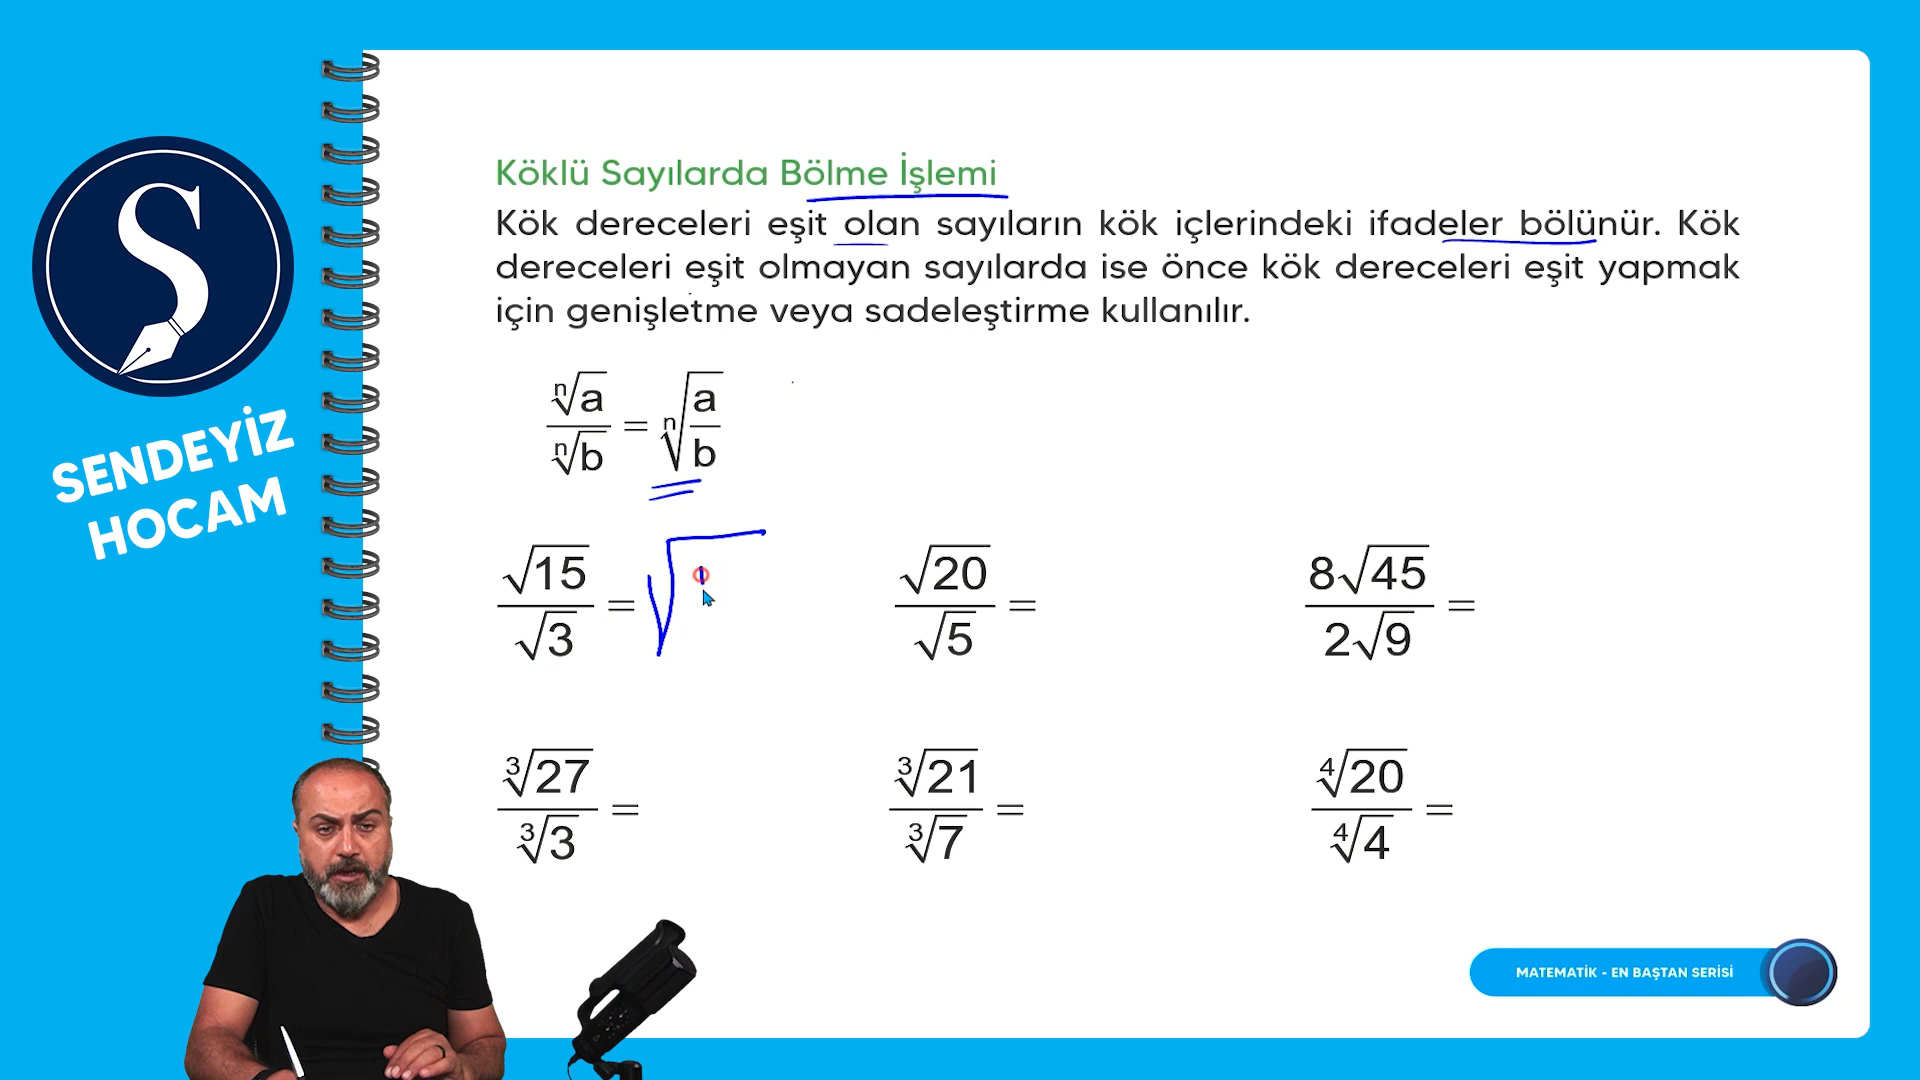 SENDEYİZ
HOCAM
Köklü Sayılarda Bölme İşlemi
Kök dereceleri eşit olan sayıların kök içlerindeki ifadeler bölünür. Kök
dereceleri eşit olmayan sayılarda ise önce kök dereceleri eşit yapmak
için genişletme veya sadeleştirme kullanılır.
ⁿ√a / ⁿ√b = ⁿ√(a/b)
√15 / √3 = √
√20 / √5 =
8√45 / 2√9 =
³√27 / ³√3 =
³√21 / ³√7 =
⁴√20 / ⁴√4 =
MATEMATİK - EN BAŞTAN SERİSİ